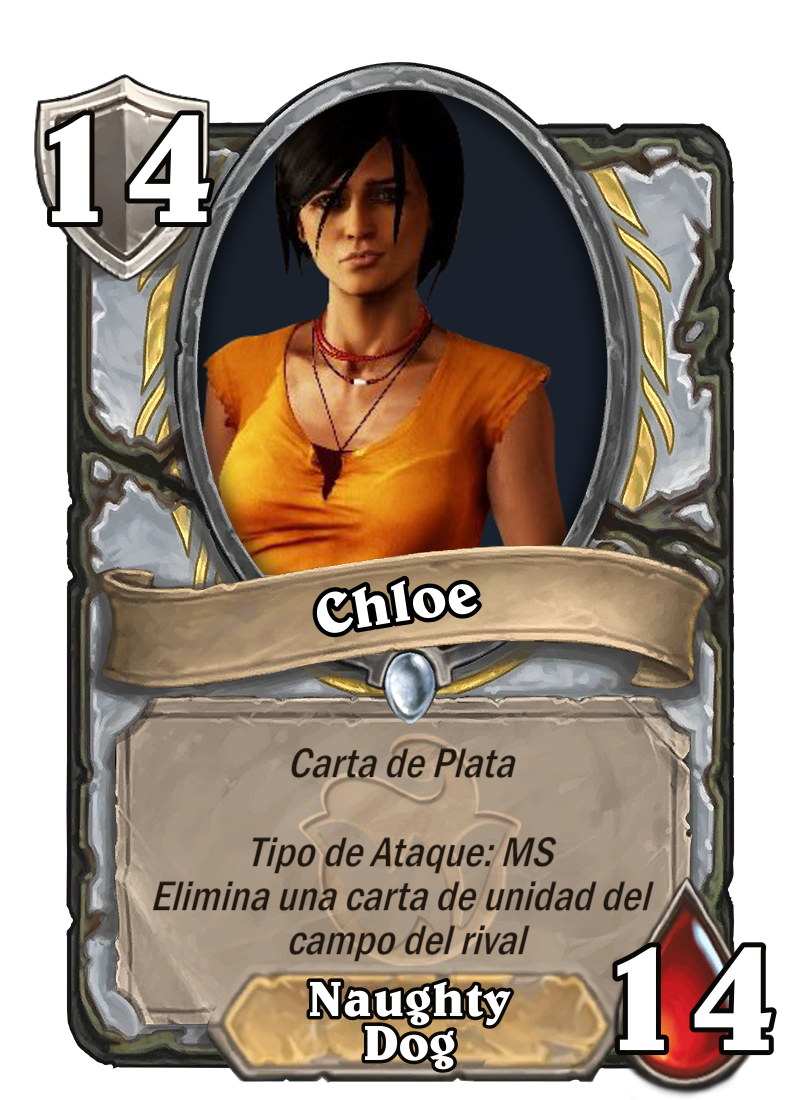 14
Chloe
Carta de Plata
Tipo de Ataque: MS
Elimina una carta de unidad del
campo del rival
Naughty
Dog
14